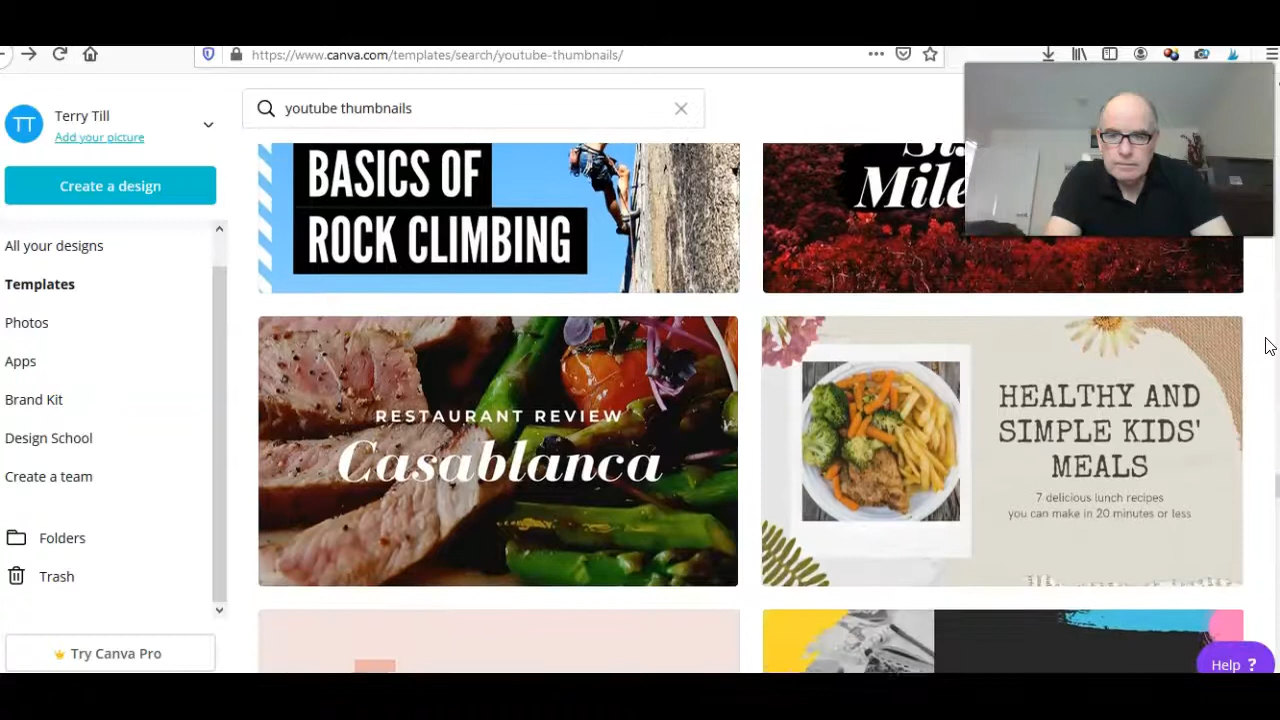 https://www.canva.com/templates/search/youtube-thumbnails/
TT
Terry Till
Add your picture
Create a design
All your designs
Templates
Photos
Apps
Brand Kit
Design School
Create a team
Folders
Trash
Try Canva Pro
youtube thumbnails
BASICS OF
ROCK CLIMBING
RESTAURANT REVIEW
Casablanca
HEALTHY AND
SIMPLE KIDS'
MEALS
7 delicious lunch recipes
you can make in 20 minutes or less
Help ?